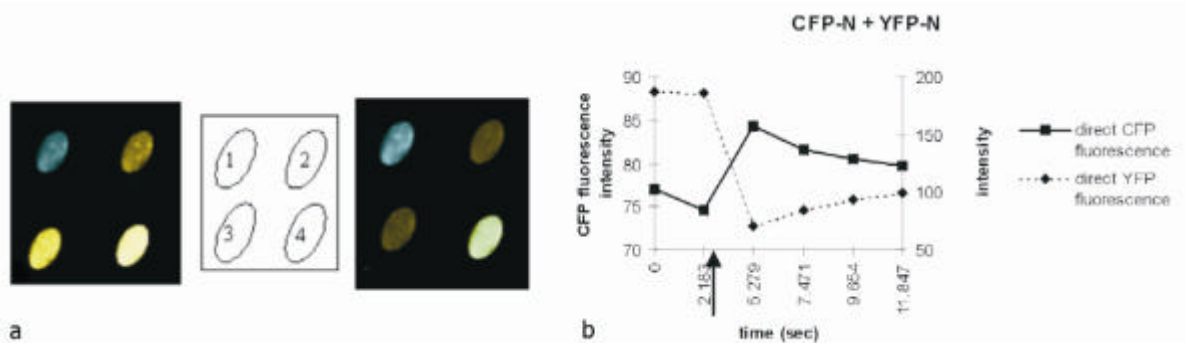 CFP-N + YFP-N
1
2
3
4
CFP fluorescence
intensity
90
85
80
75
70
200
150
100
50
intensity
direct CFP
fluorescence
direct YFP
fluorescence
0
2.183
5.279
7.471
9.654
11.847
time (sec)
a
b